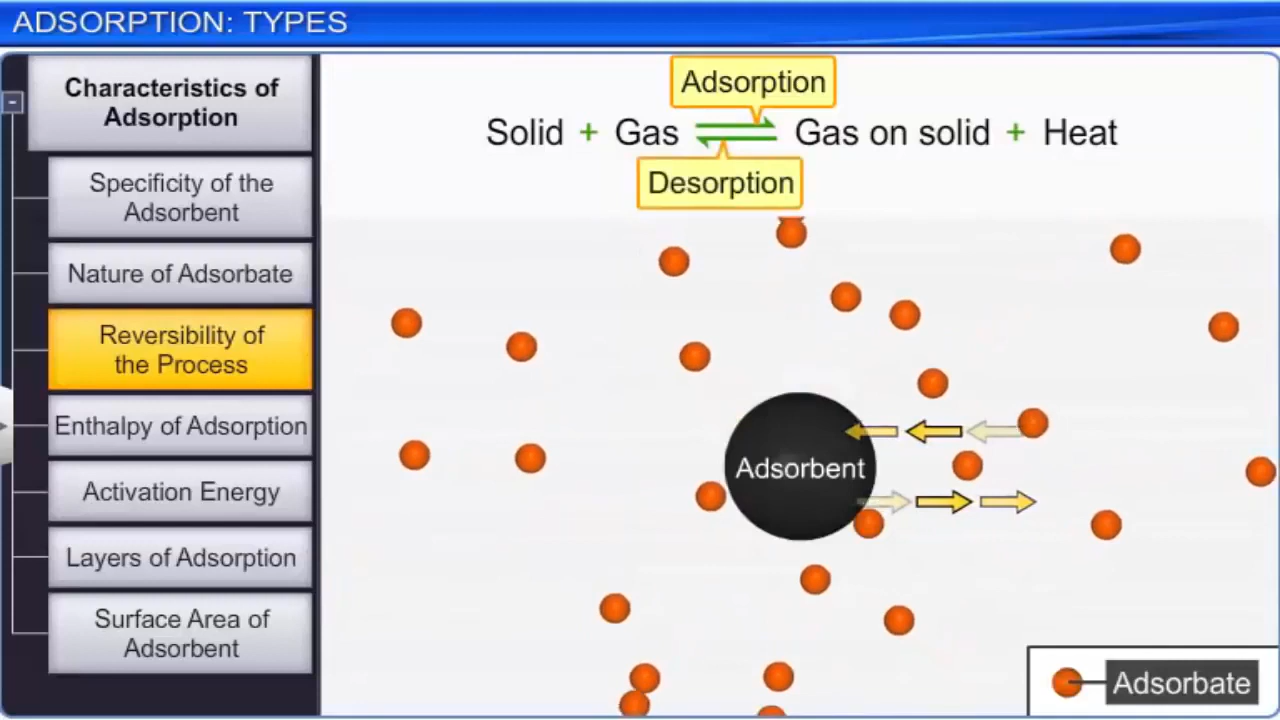 ADSORPTION: TYPES
-
Characteristics of
Adsorption
Specificity of the
Adsorbent
Nature of Adsorbate
Reversibility of
the Process
Enthalpy of Adsorption
Activation Energy
Layers of Adsorption
Surface Area of
Adsorbent
Adsorption
Solid + Gas ⇌ Gas on solid + Heat
Desorption
Adsorbent
Adsorbate